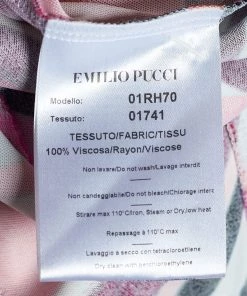 EMILIO PUCCI
Modello: 01RH70
Tessuto: 01741
TESSUTO/FABRIC/TISSU
100% Viscosa/Rayon/Viscose
Non lavare/Do not wash/Lavage interdit
Non candeggiabile/Do not bleach/Chlorage interc
Stirare max 110°C/Iron, Steam or Dry,low heat
Repassage à 110°C max
Lavaggio a secco con tetracloroetilene
Dry clean with perchloroethylene